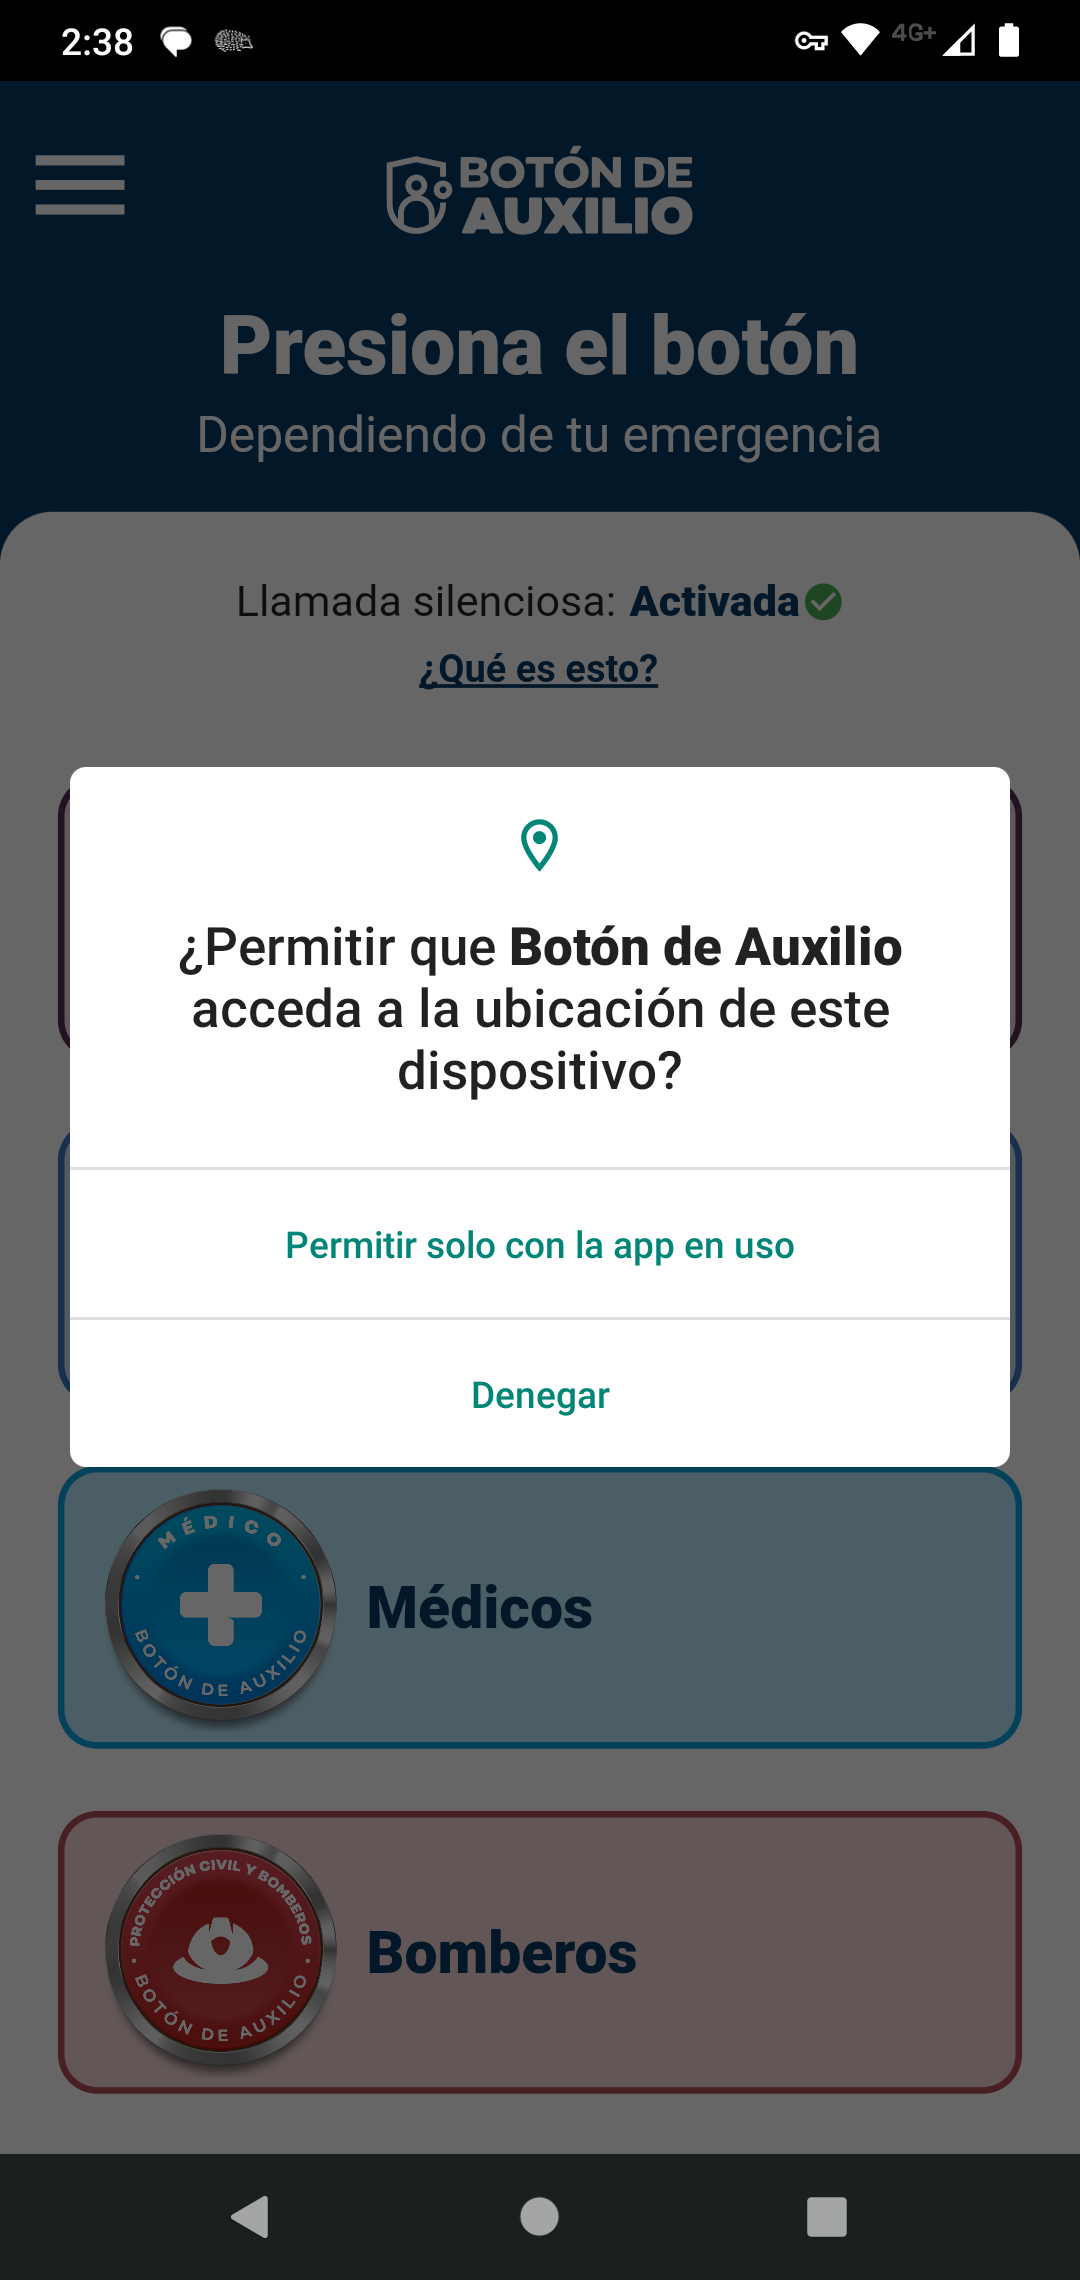 2:38
4G+
BOTÓN DE
AUXILIO
Presiona el botón
Dependiendo de tu emergencia
Llamada silenciosa: Activada
¿Qué es esto?
¿Permitir que Botón de Auxilio
acceda a la ubicación de este
dispositivo?
Permitir solo con la app en uso
Denegar
MÉDICO
BOTÓN DE AUXILIO
Médicos
PROTECCIÓN CIVIL Y BOMBEROS
BOTÓN DE AUXILIO
Bomberos